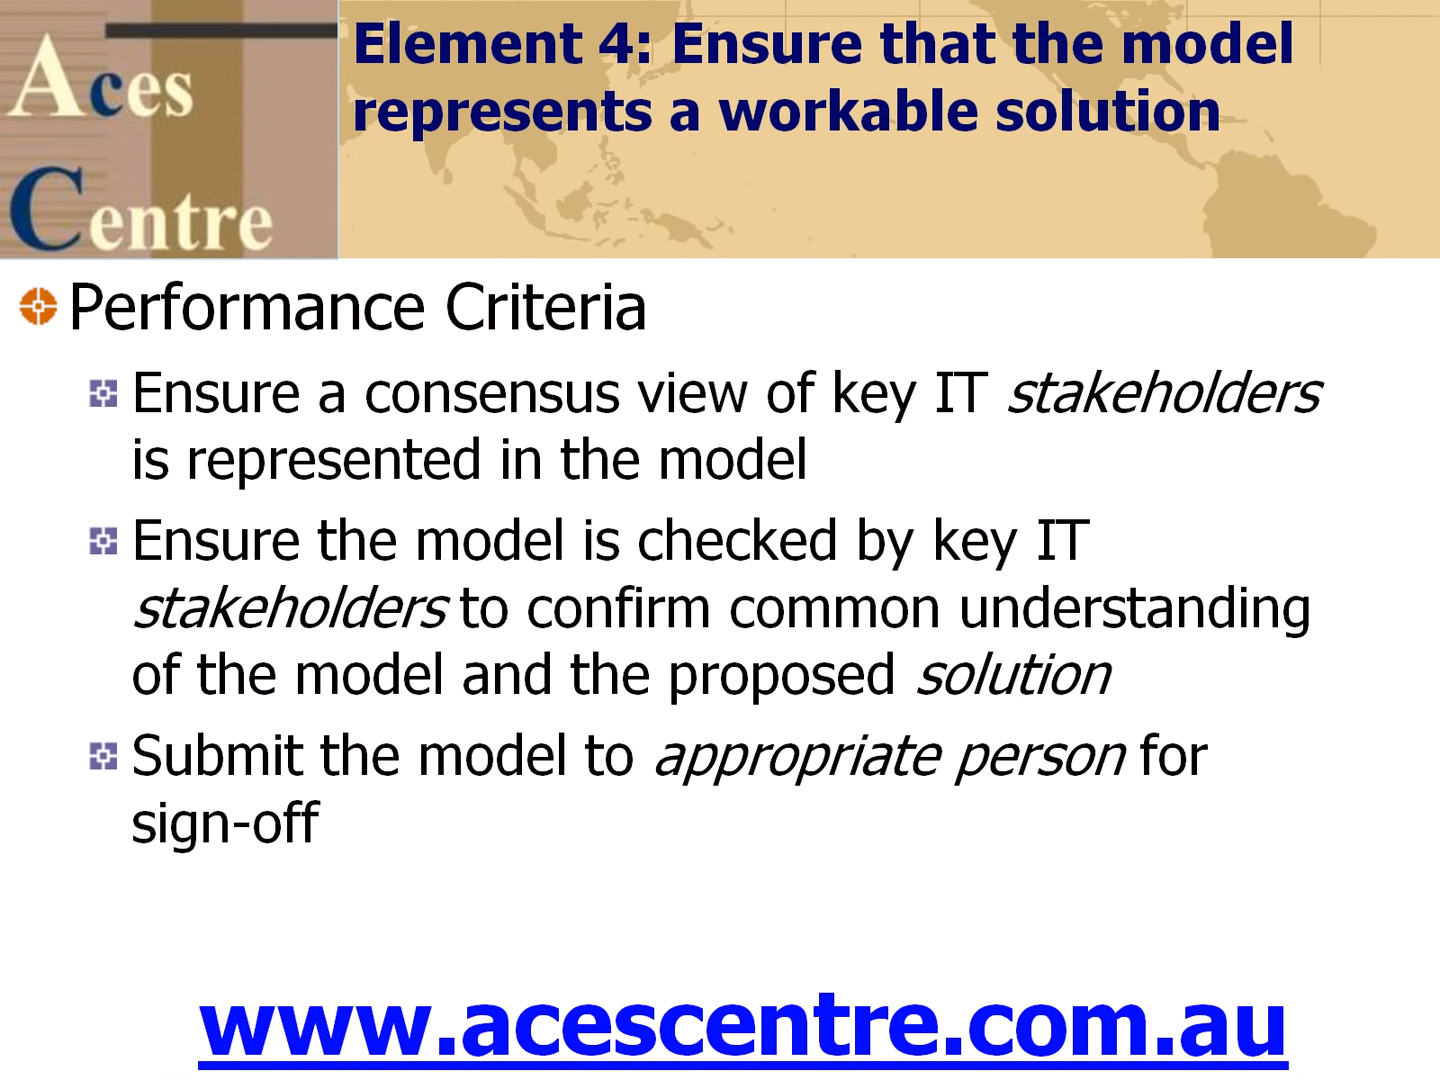 Aces
Centre
Element 4: Ensure that the model
represents a workable solution
Performance Criteria
Ensure a consensus view of key IT stakeholders
is represented in the model
Ensure the model is checked by key IT
stakeholders to confirm common understanding
of the model and the proposed solution
Submit the model to appropriate person for
sign-off
www.acescentre.com.au